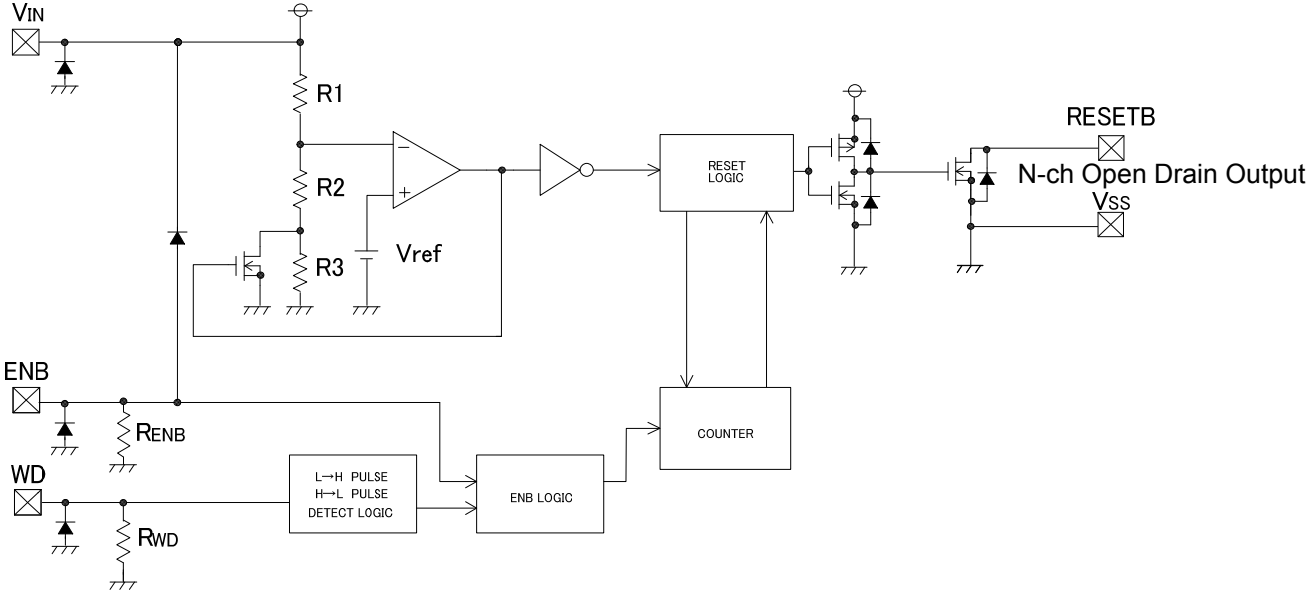 VIN
R1
R2
R3
−
+
Vref
RESET
LOGIC
RESETB
N-ch Open Drain Output
VSS
ENB
RENB
WD
RWD
L→H PULSE
H→L PULSE
DETECT LOGIC
ENB LOGIC
COUNTER